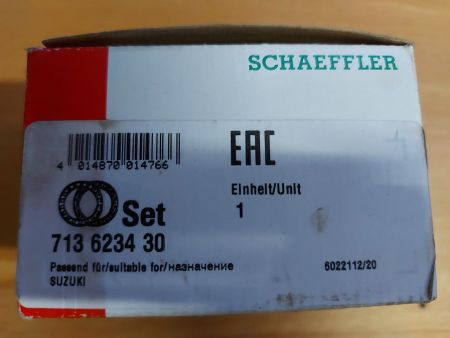 SCHAEFFLER
4 014870 014766
EAC
Set
Einheit/Unit
1
713 6234 30
Passend für/suitable for/назначение
SUZUKI
6022112/20